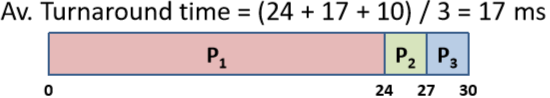 Av. Turnaround time = (24 + 17 + 10) / 3 = 17 ms
P1 P2 P3
0 24 27 30